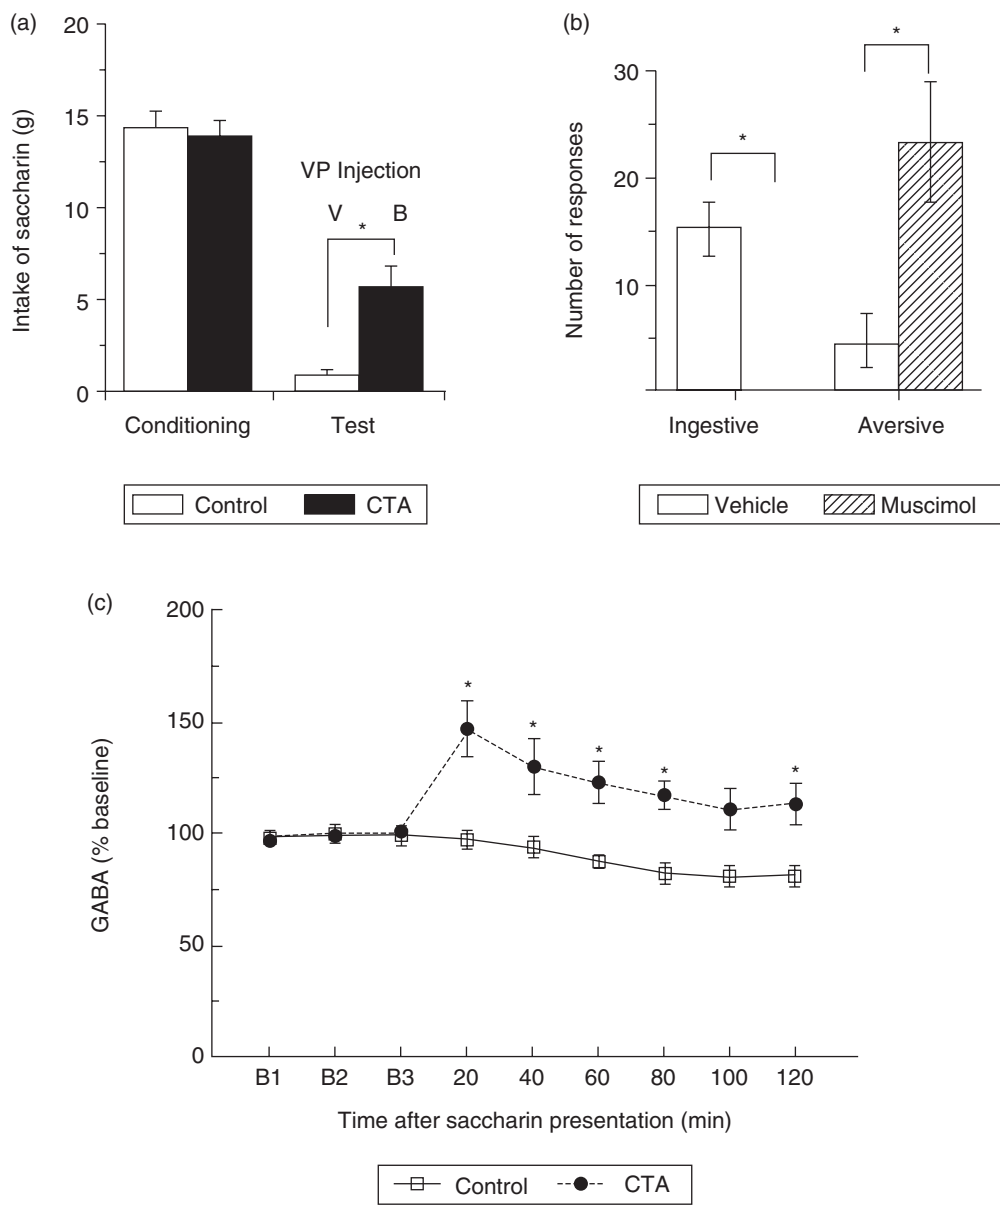 (a)
Intake of saccharin (g)
20
15
10
5
0
VP Injection
V * B
Conditioning Test
Control CTA
(b)
Number of responses
30
20
10
*
*
Ingestive Aversive
Vehicle Muscimol
(c)
GABA (% baseline)
200
150
100
50
0
* * * * *
B1 B2 B3 20 40 60 80 100 120
Time after saccharin presentation (min)
Control CTA